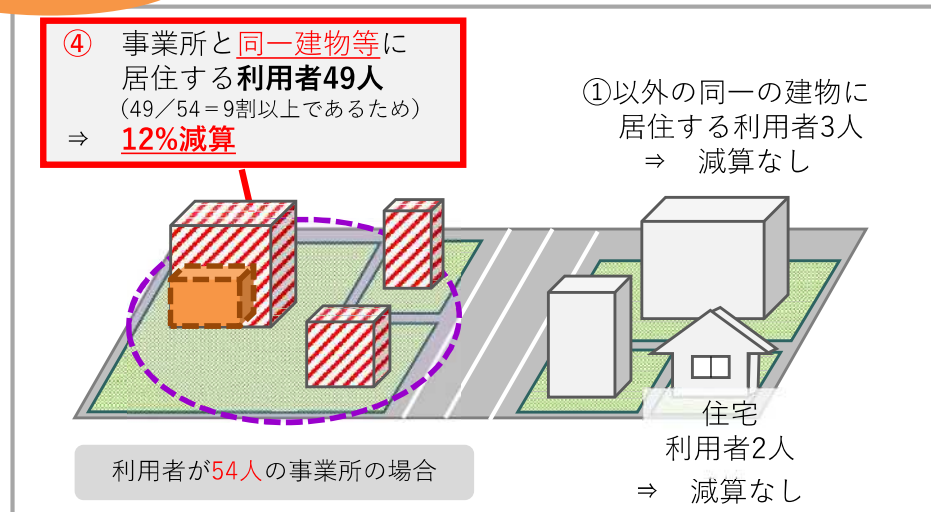 ④ 事業所と同一建物等に
居住する利用者49人
(49／54＝9割以上であるため)
⇒ 12%減算
①以外の同一の建物に
居住する利用者3人
⇒ 減算なし
住宅
利用者2人
⇒ 減算なし
利用者が54人の事業所の場合